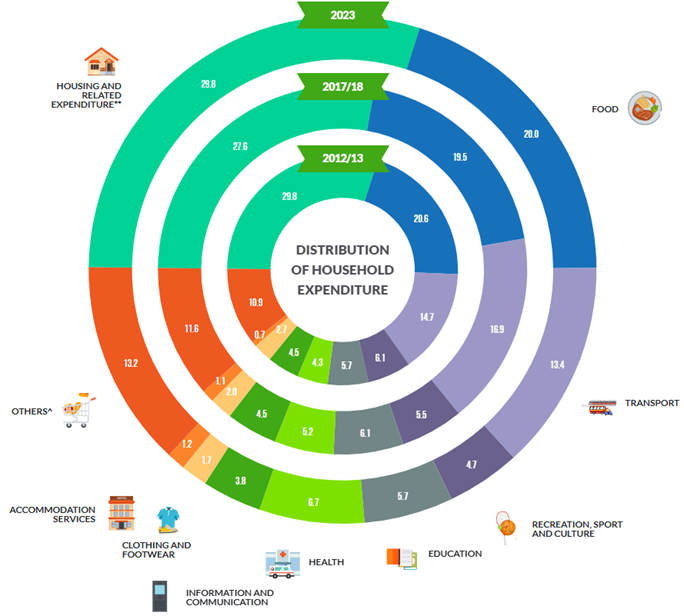 2023
29.8
20.0
HOUSING AND
RELATED
EXPENDITURE**
FOOD
2017/18
27.6
19.5
2012/13
29.8
20.6
DISTRIBUTION
OF HOUSEHOLD
EXPENDITURE
10.9
0.7
2.7
4.5
4.3
5.7
6.1
14.7
11.6
1.1
2.0
4.5
5.2
6.1
5.5
16.9
13.2
1.2
1.7
3.8
6.7
5.7
4.7
13.4
OTHERS^
TRANSPORT
ACCOMMODATION
SERVICES
CLOTHING AND
FOOTWEAR
INFORMATION AND
COMMUNICATION
HEALTH
EDUCATION
RECREATION, SPORT
AND CULTURE